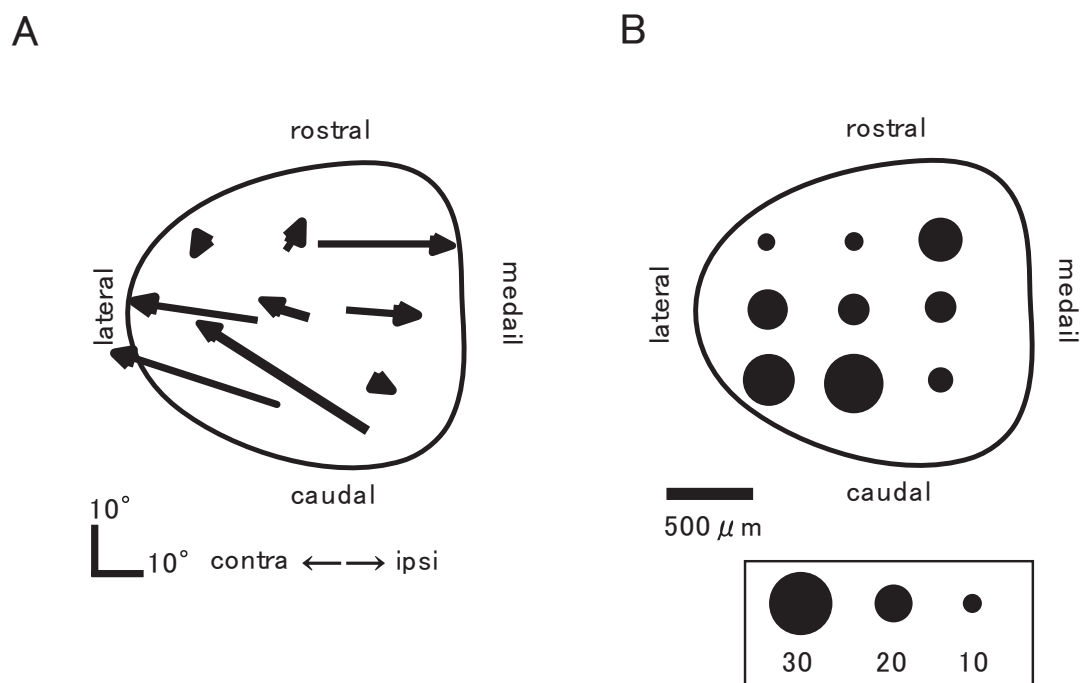 A
B
rostral
rostral
lateral
medail
lateral
medail
caudal
caudal
10°
10°
contra ←→ ipsi
500 μm
30 20 10